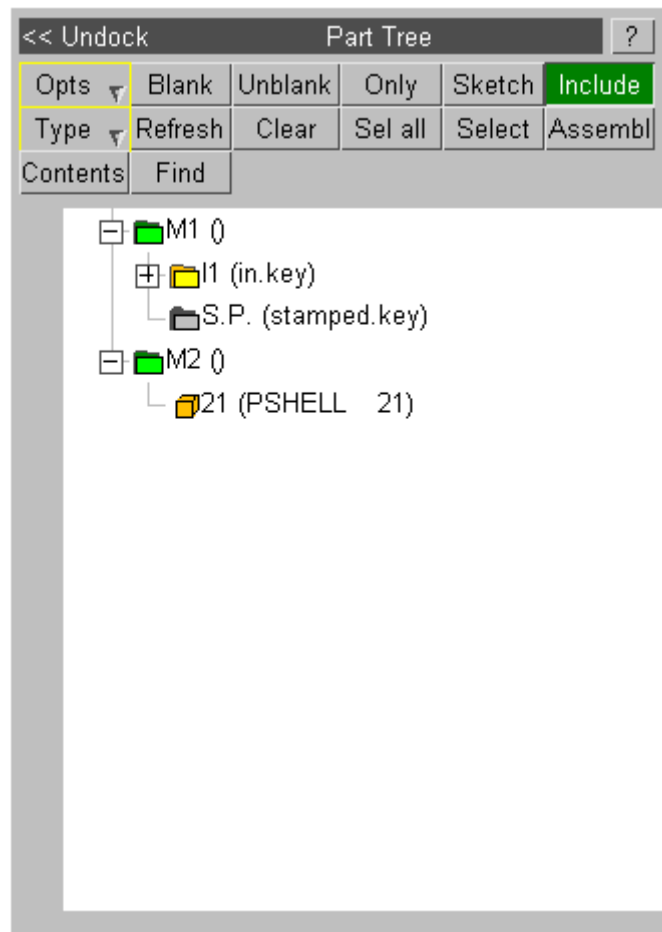 << Undock Part Tree ?
Opts Blank Unblank Only Sketch Include
Type Refresh Clear Sel all Select Assembl
Contents Find
M1 ()
I1 (in.key)
S.P. (stamped.key)
M2 ()
21 (PSHELL 21)